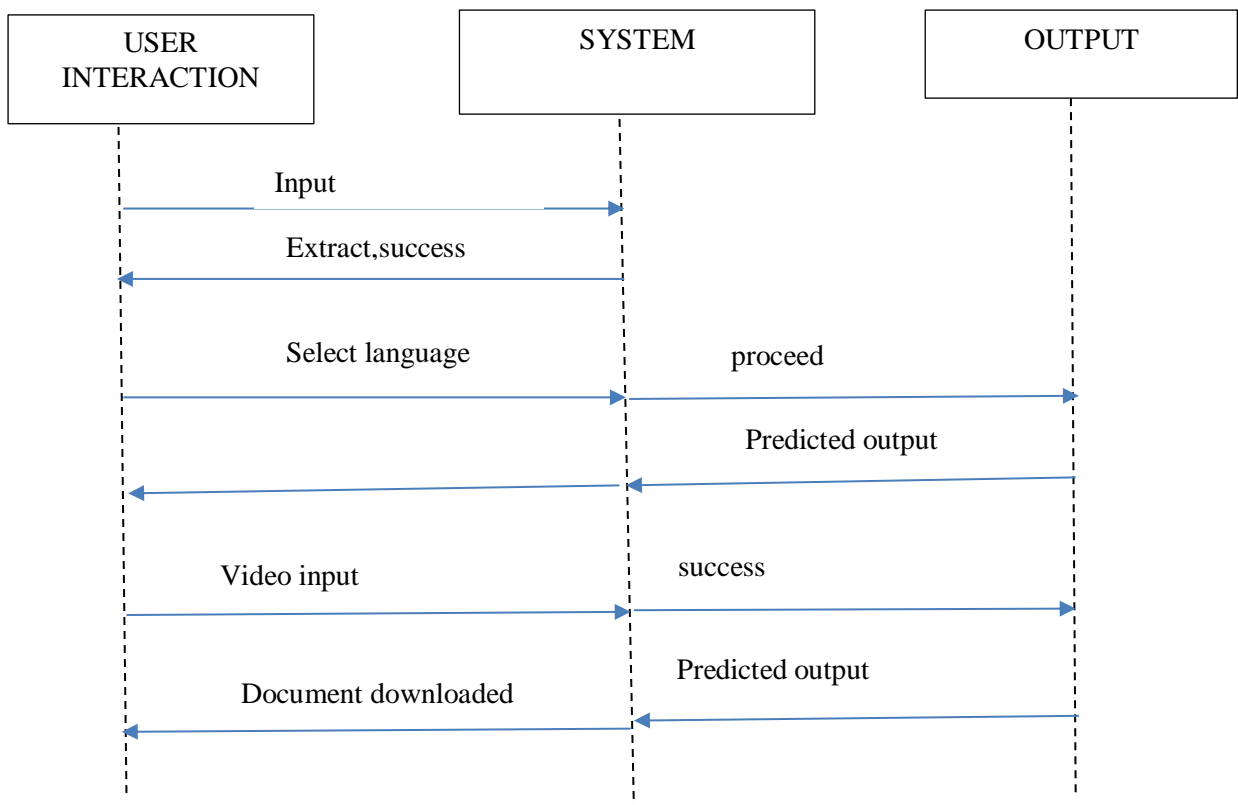 USER
INTERACTION
SYSTEM
OUTPUT
Input
Extract,success
Select language
proceed
Predicted output
Video input
success
Predicted output
Document downloaded